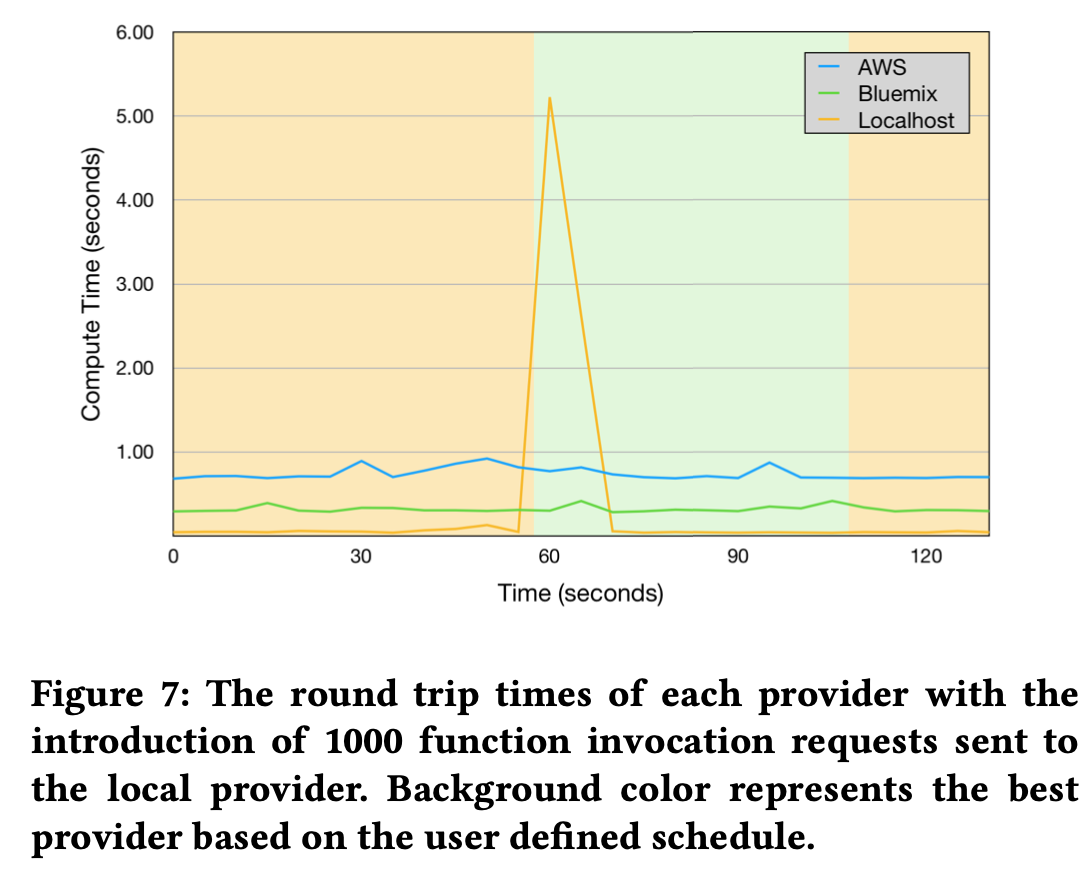 6.00
5.00
4.00
3.00
2.00
1.00
Compute Time (seconds)
AWS
Bluemix
Localhost
0 30 60 90 120
Time (seconds)
Figure 7: The round trip times of each provider with the
introduction of 1000 function invocation requests sent to
the local provider. Background color represents the best
provider based on the user defined schedule.